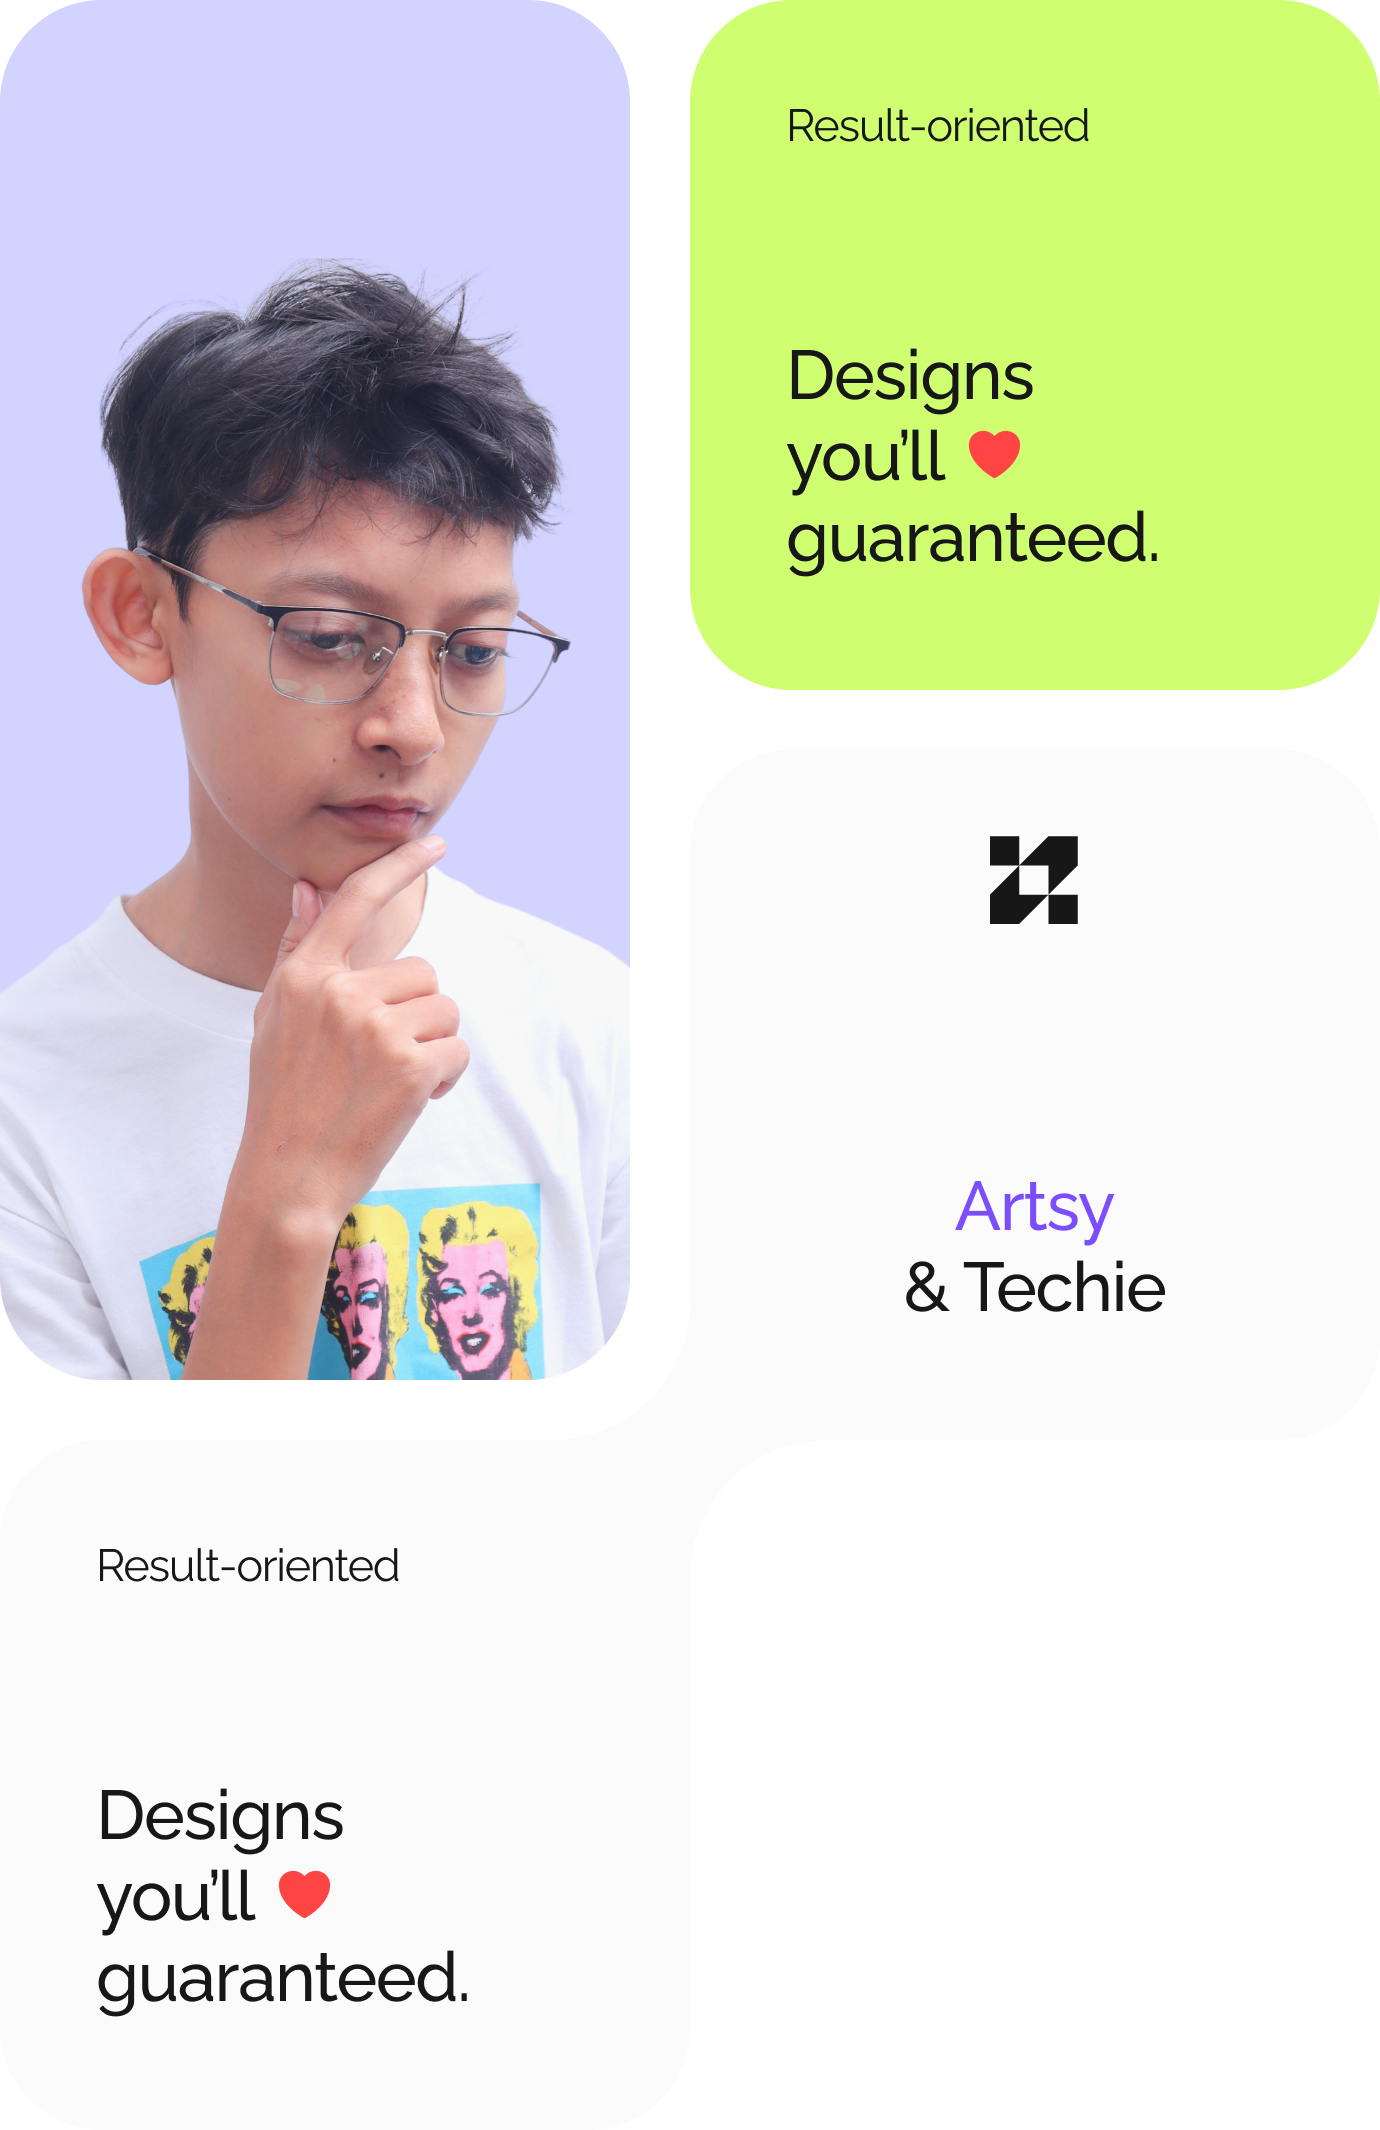 Result-oriented
Designs
you’ll
guaranteed.
Artsy
& Techie
Result-oriented
Designs
you’ll
guaranteed.